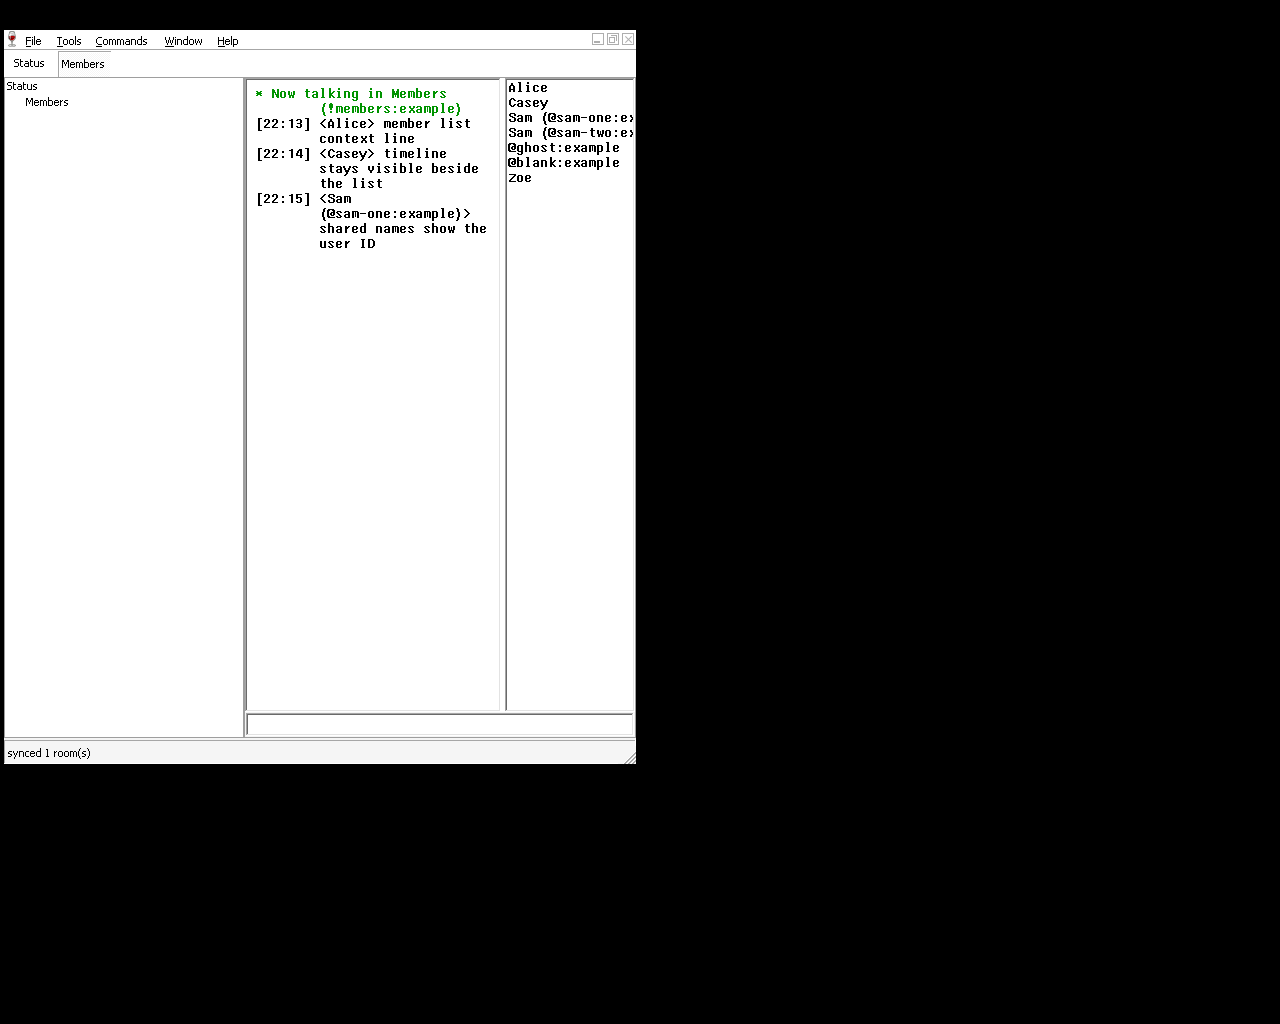 File Tools Commands Window Help
Status Members
Status
Members
* Now talking in Members
(!members:example)
[22:13] <Alice> member list
context line
[22:14] <Casey> timeline
stays visible beside
the list
[22:15] <Sam
(@sam-one:example)>
shared names show the
user ID
Alice
Casey
Sam (@sam-one:ex
Sam (@sam-two:ex
@ghost:example
@blank:example
Zoe
synced 1 room(s)